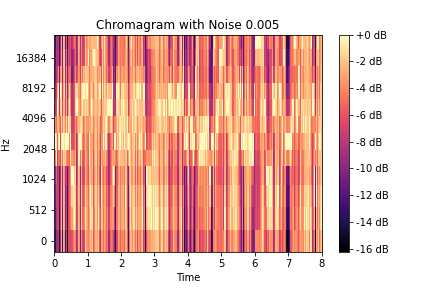 Chromagram with Noise 0.005
Hz
16384
8192
4096
2048
1024
512
0
0 1 2 3 4 5 6 7 8
Time
+0 dB
-2 dB
-4 dB
-6 dB
-8 dB
-10 dB
-12 dB
-14 dB
-16 dB